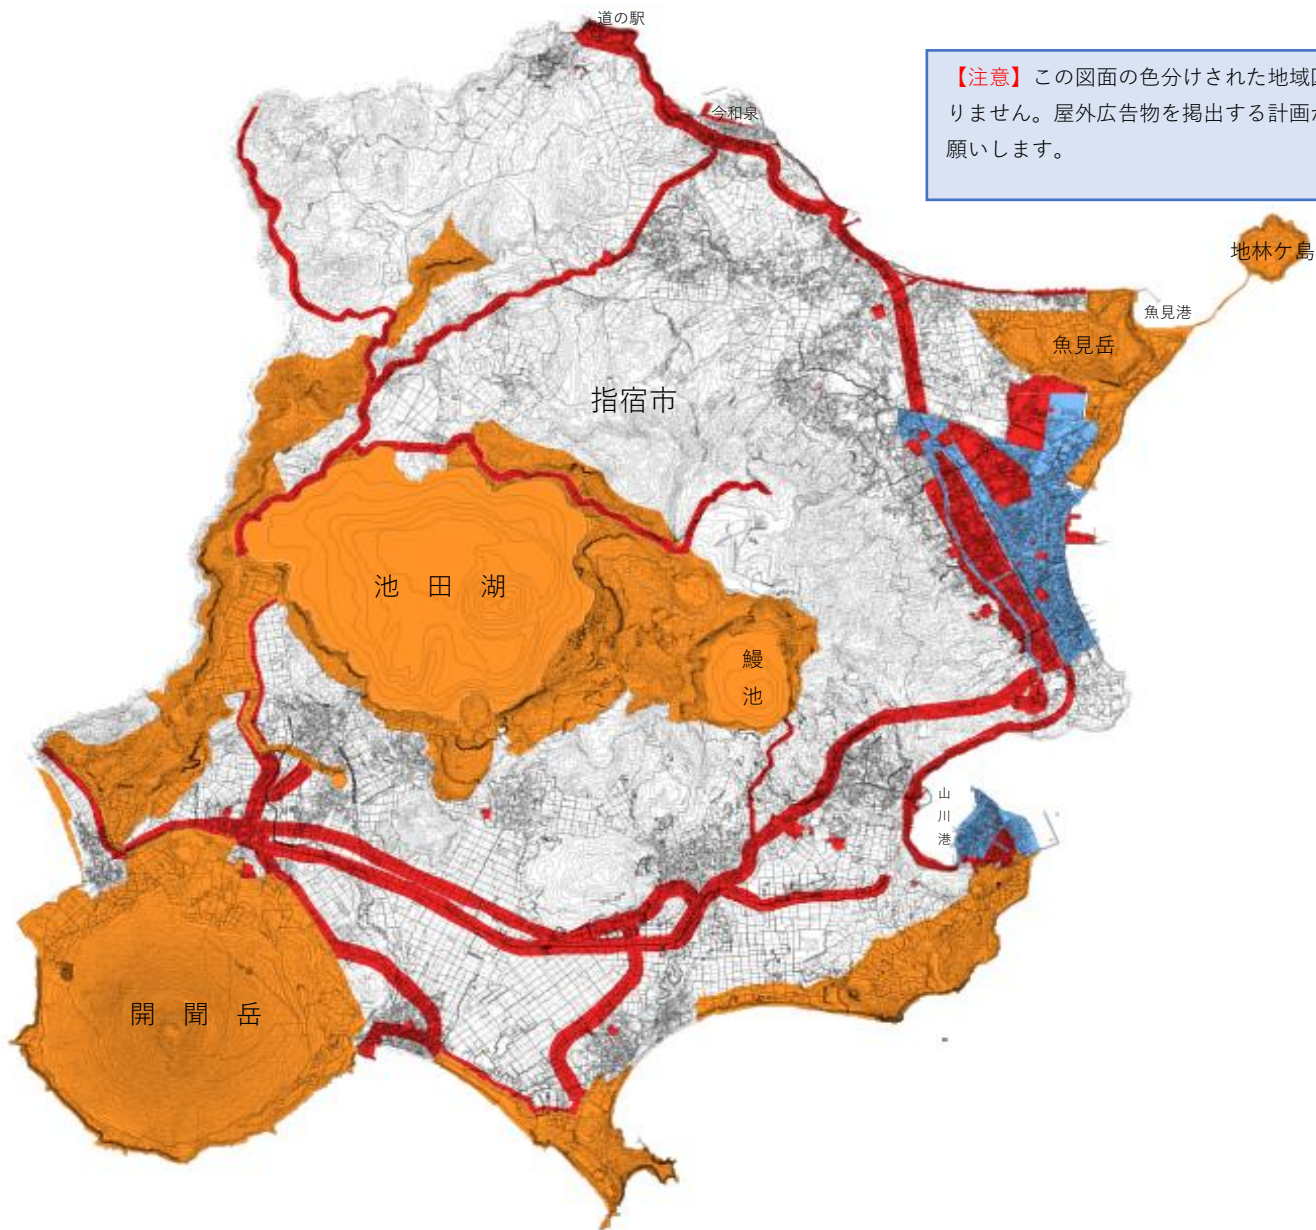 道の駅
【注意】この図面の色分けされた地域
りません。屋外広告物を掲出する計画
願いします。
今和泉
地林ケ島
魚見港
魚見岳
指宿市
池田湖
鰻池
山川港
開聞岳